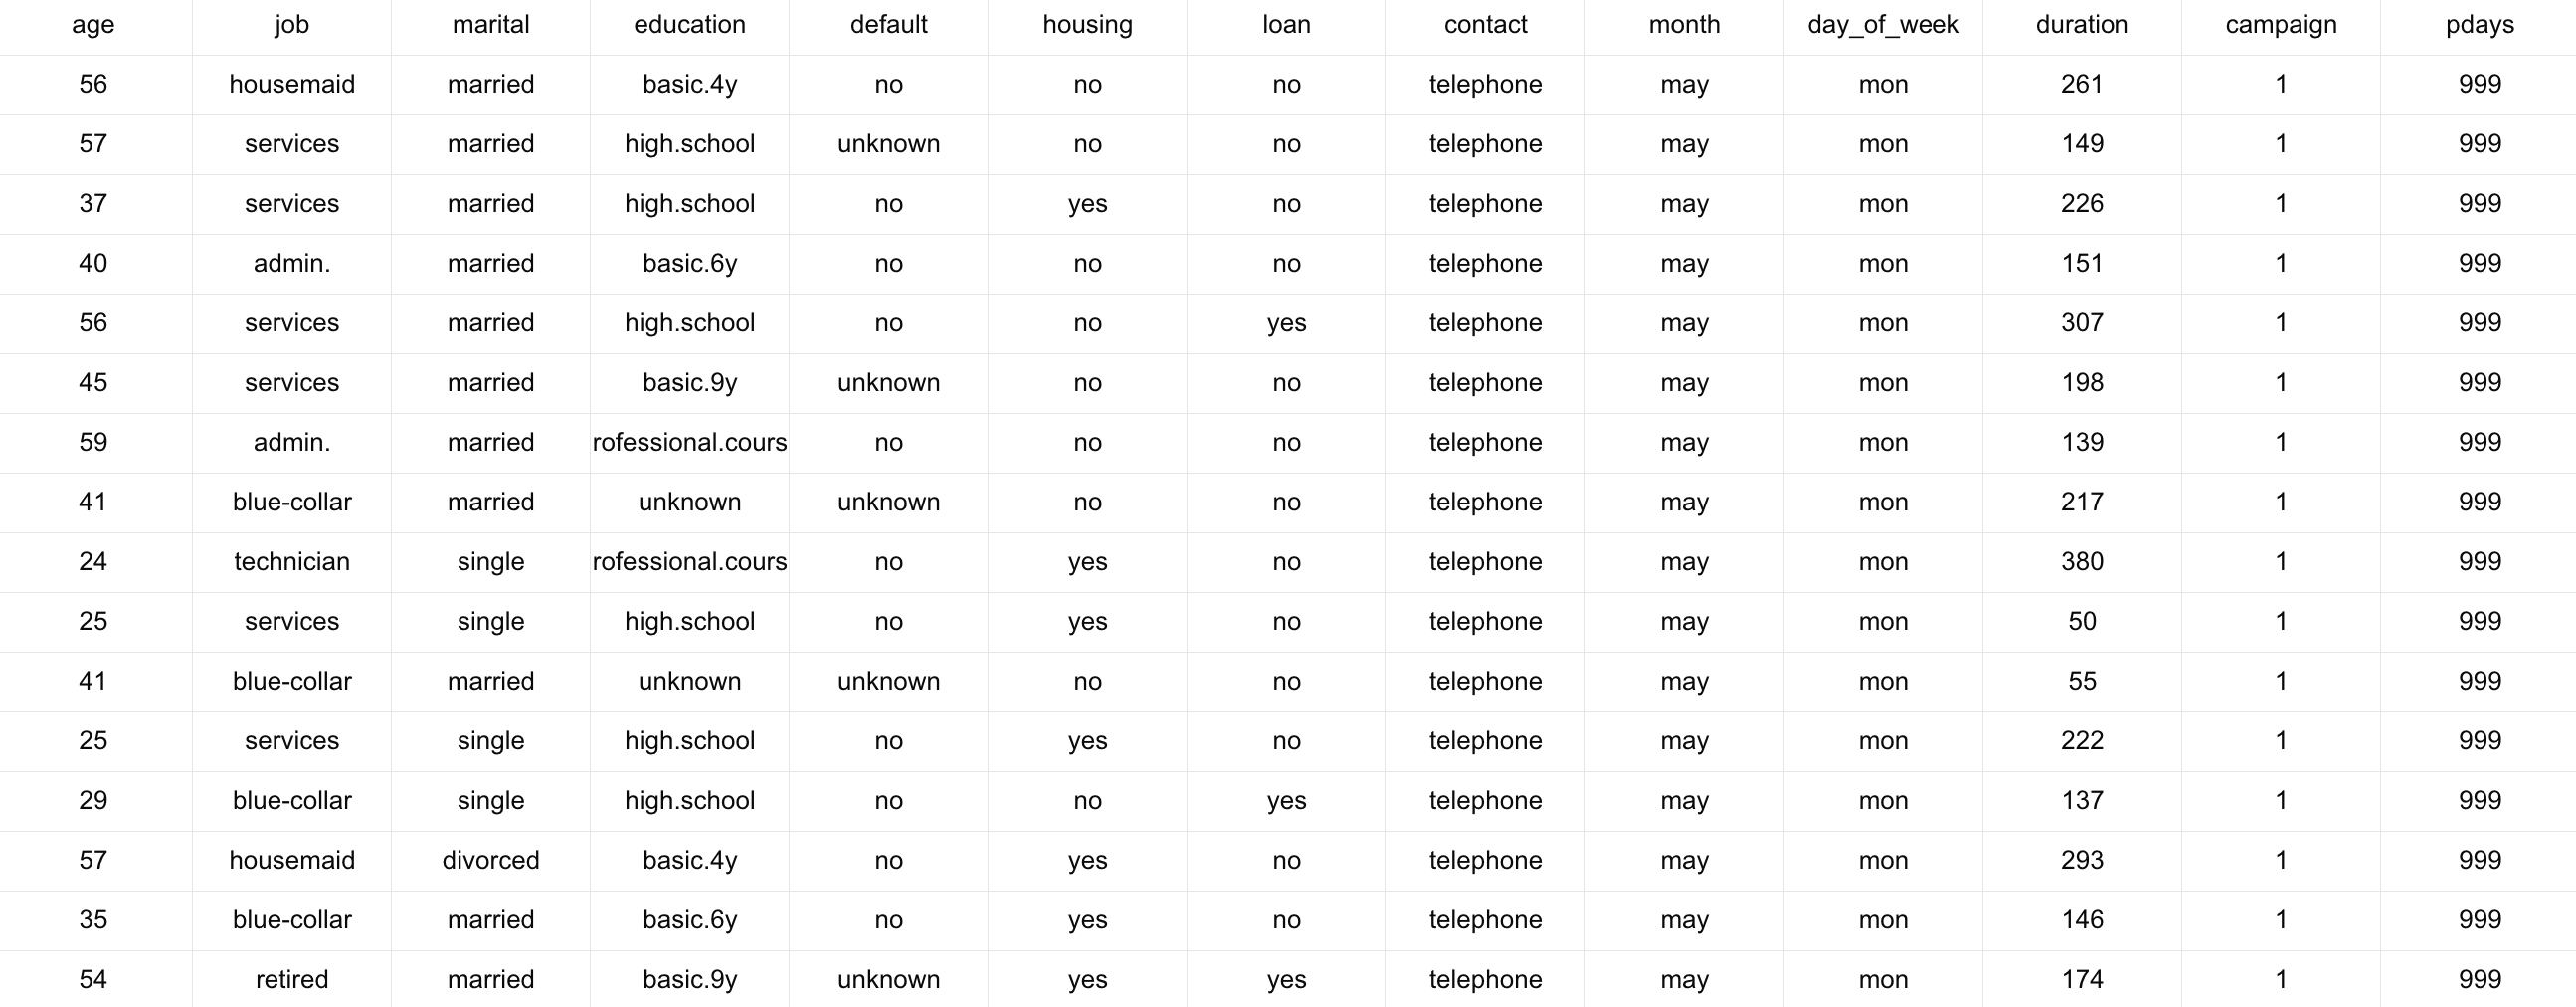 age job marital education default housing loan contact month day_of_week duration campaign pdays
56 housemaid married basic.4y no no no telephone may mon 261 1 999
57 services married high.school unknown no no telephone may mon 149 1 999
37 services married high.school no yes no telephone may mon 226 1 999
40 admin. married basic.6y no no no telephone may mon 151 1 999
56 services married high.school no no yes telephone may mon 307 1 999
45 services married basic.9y unknown no no telephone may mon 198 1 999
59 admin. married rofessional.cours no no no telephone may mon 139 1 999
41 blue-collar married unknown unknown no no telephone may mon 217 1 999
24 technician single rofessional.cours no yes no telephone may mon 380 1 999
25 services single high.school no yes no telephone may mon 50 1 999
41 blue-collar married unknown unknown no no telephone may mon 55 1 999
25 services single high.school no yes no telephone may mon 222 1 999
29 blue-collar single high.school no no yes telephone may mon 137 1 999
57 housemaid divorced basic.4y no yes no telephone may mon 293 1 999
35 blue-collar married basic.6y no yes no telephone may mon 146 1 999
54 retired married basic.9y unknown yes yes telephone may mon 174 1 999